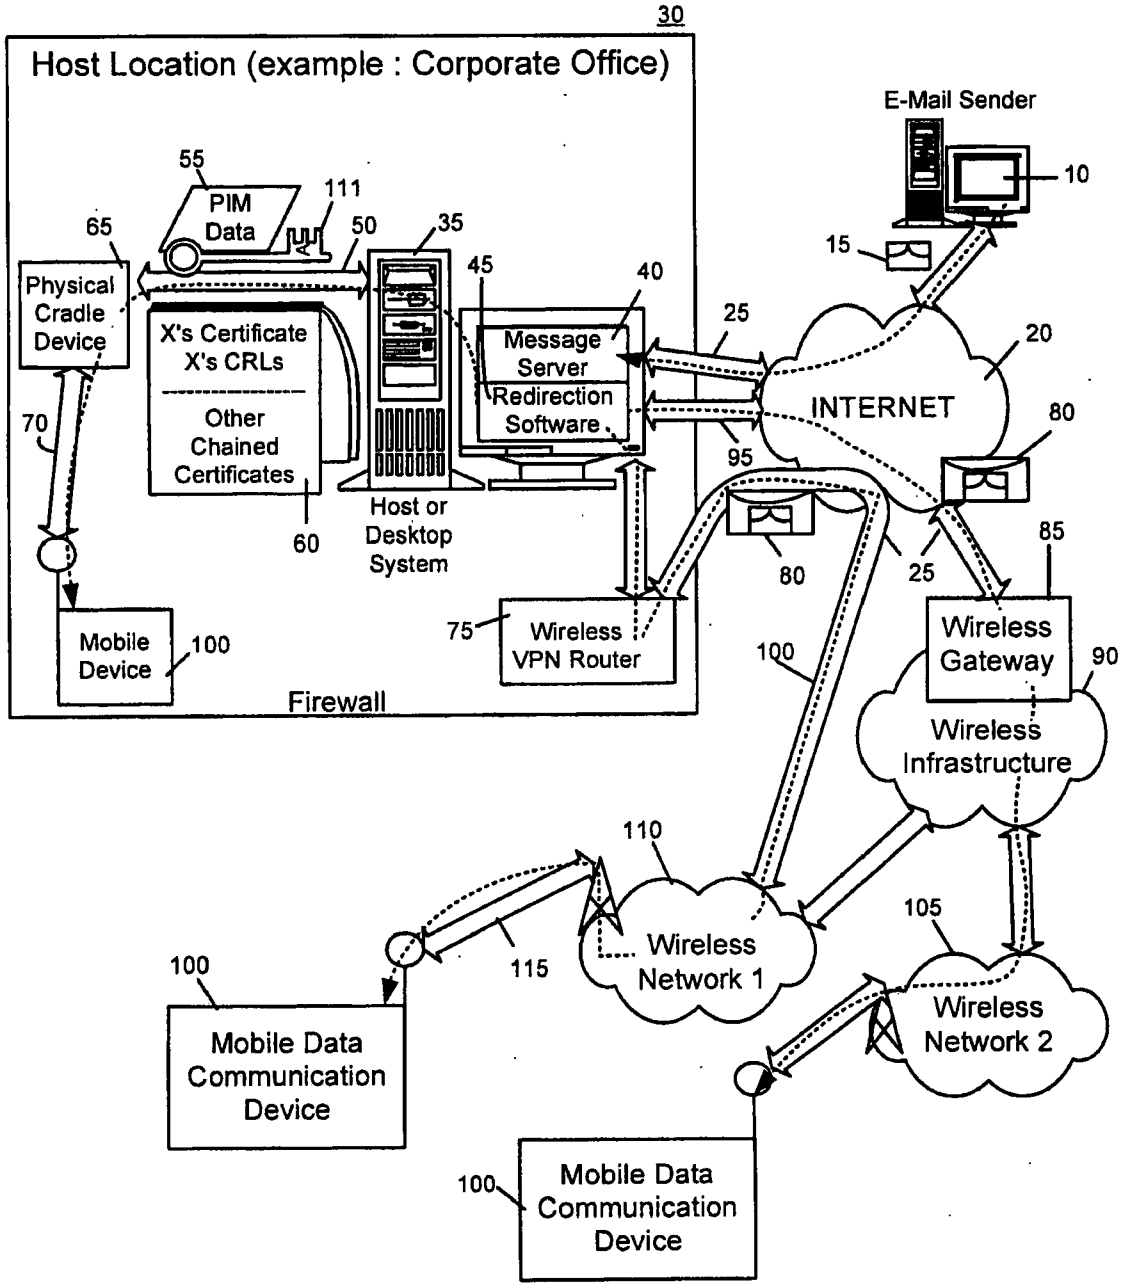 30
Host Location (example : Corporate Office)
E-Mail Sender
10
15
55
PIM
Data
111
65
50
35
45
40
25
20
Physical
Cradle
Device
X's Certificate
X's CRLs
Other
Chained
Certificates
Message
Server
Redirection
Software
INTERNET
80
70
95
60
Host or
Desktop
System
80
25
85
75
Wireless
VPN Router
Mobile
Device
100
100
Wireless
Gateway
90
Firewall
Wireless
Infrastructure
110
105
115
Wireless
Network 1
100
Mobile Data
Communication
Device
Wireless
Network 2
100
Mobile Data
Communication
Device